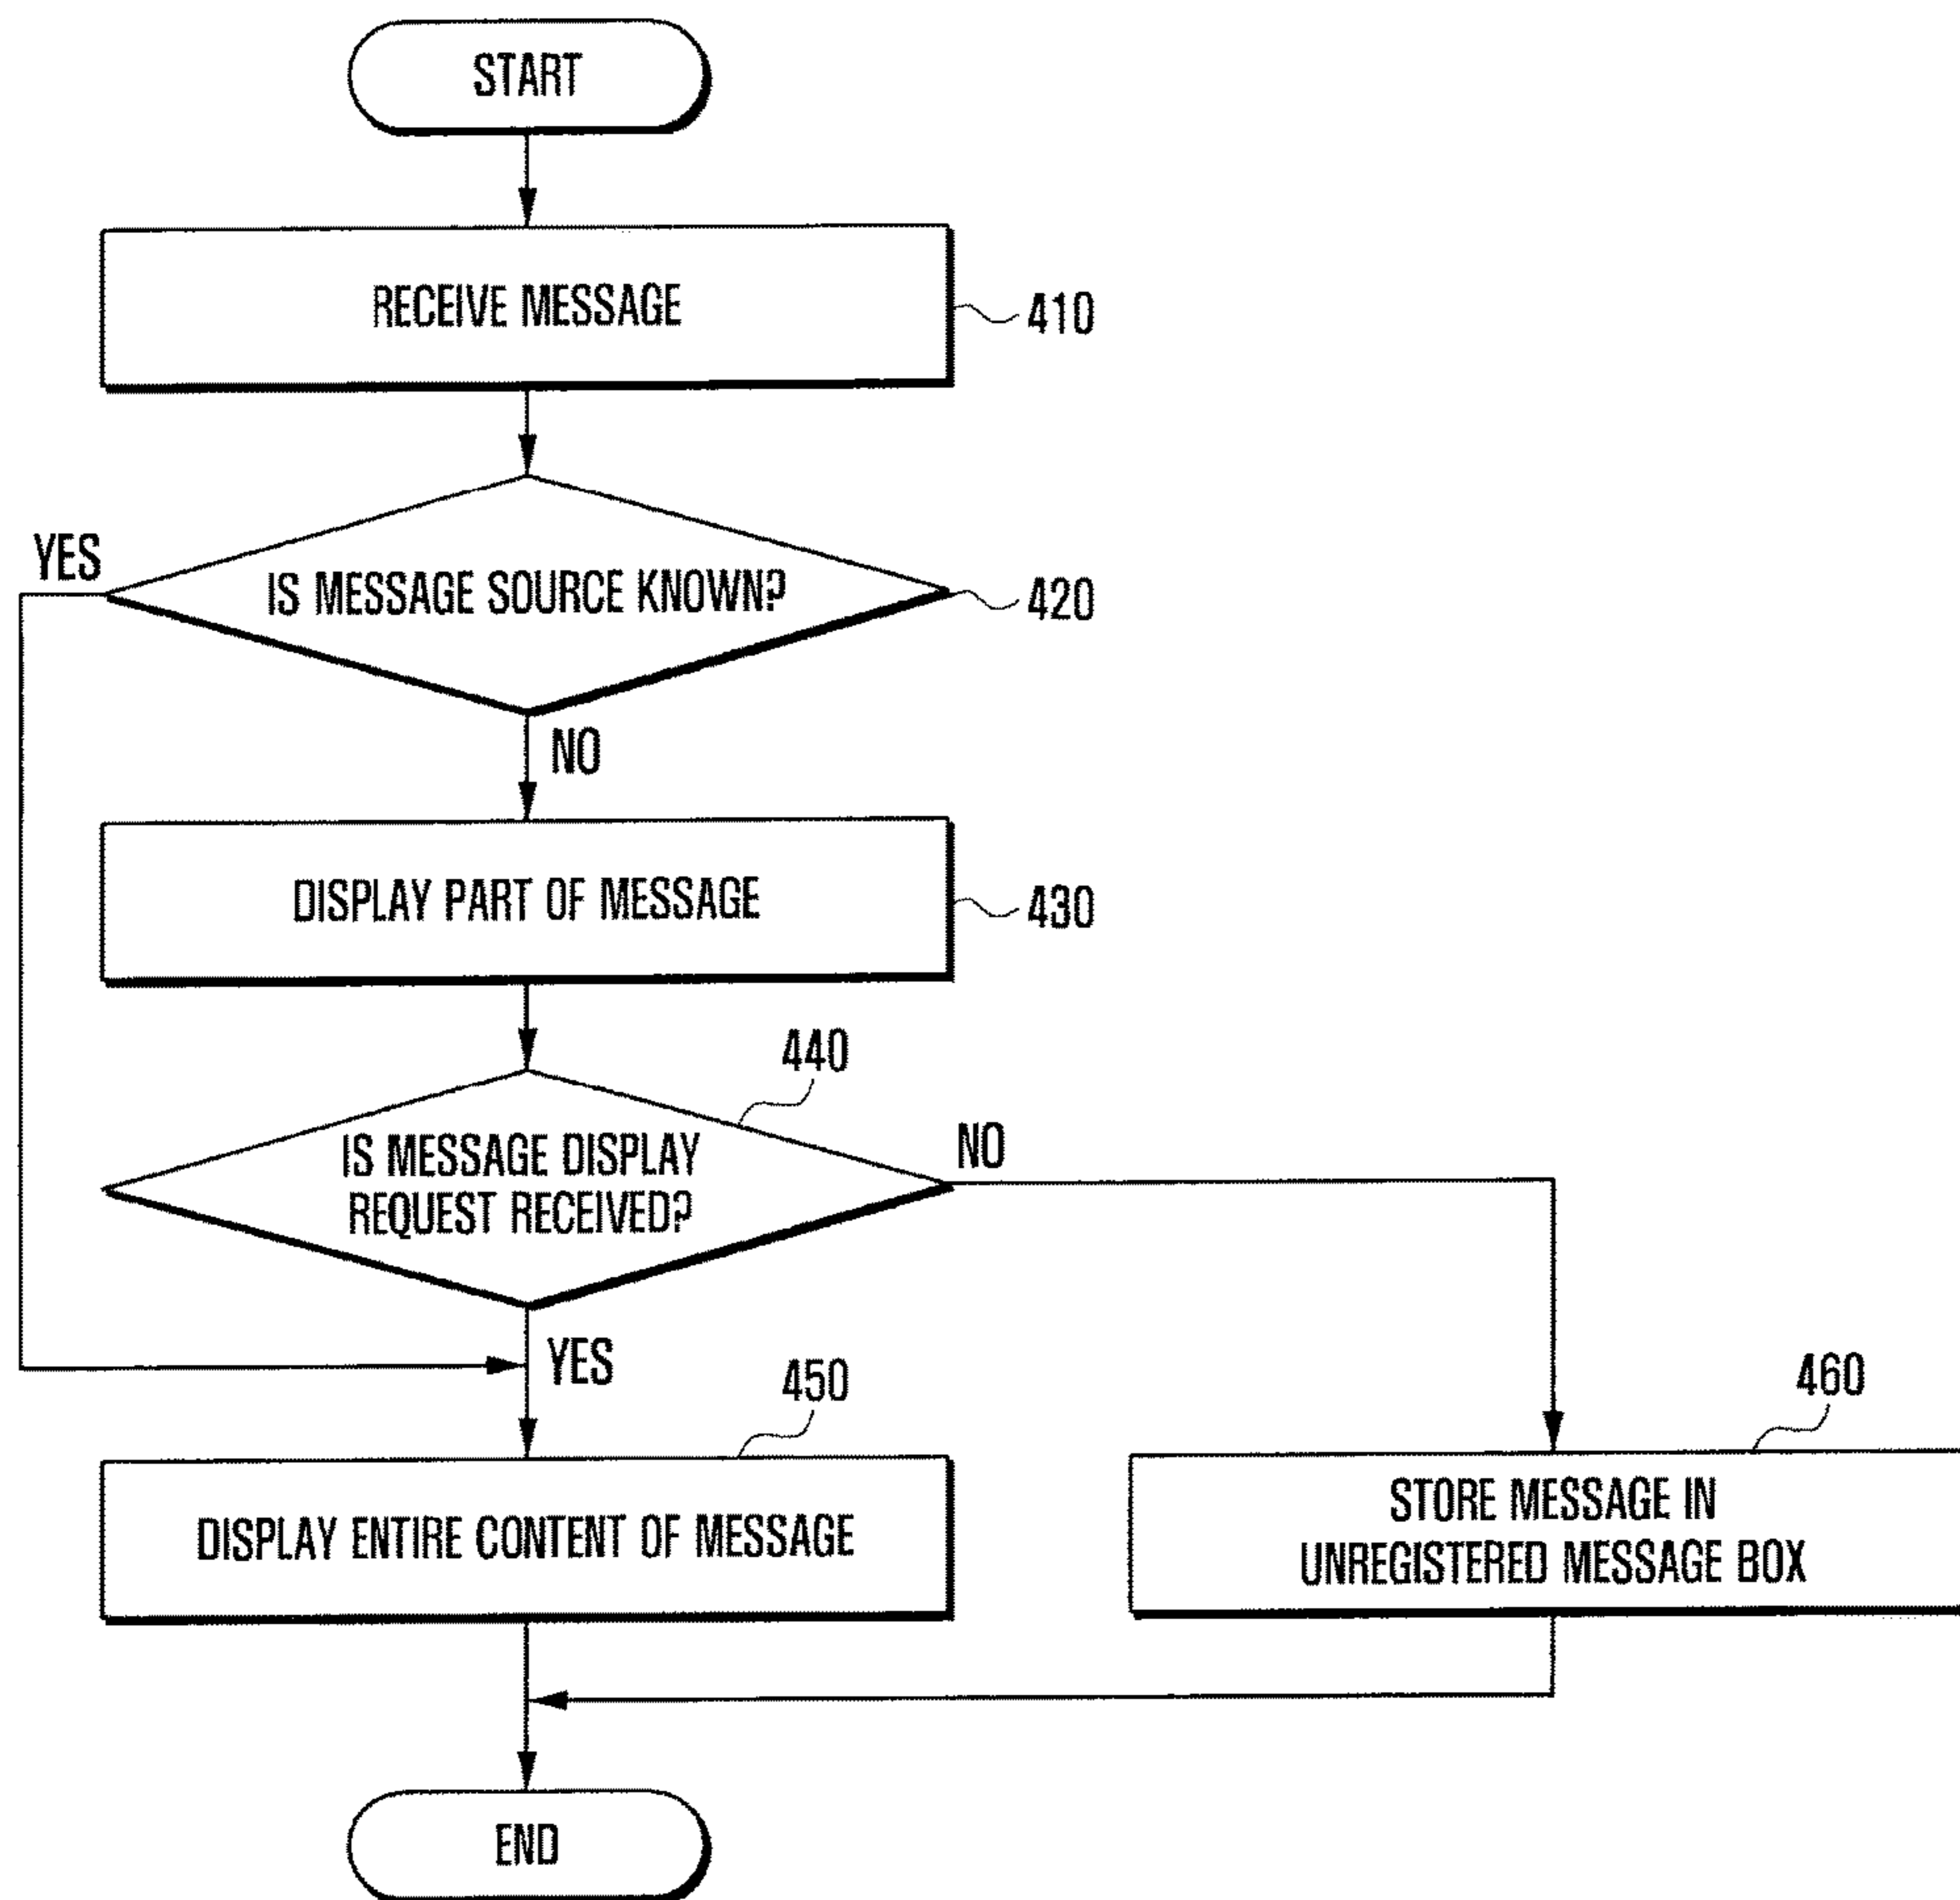 START
RECEIVE MESSAGE
410
YES
IS MESSAGE SOURCE KNOWN?
420
NO
DISPLAY PART OF MESSAGE
430
440
IS MESSAGE DISPLAY
REQUEST RECEIVED?
NO
YES
450
460
DISPLAY ENTIRE CONTENT OF MESSAGE
STORE MESSAGE IN
UNREGISTERED MESSAGE BOX
END